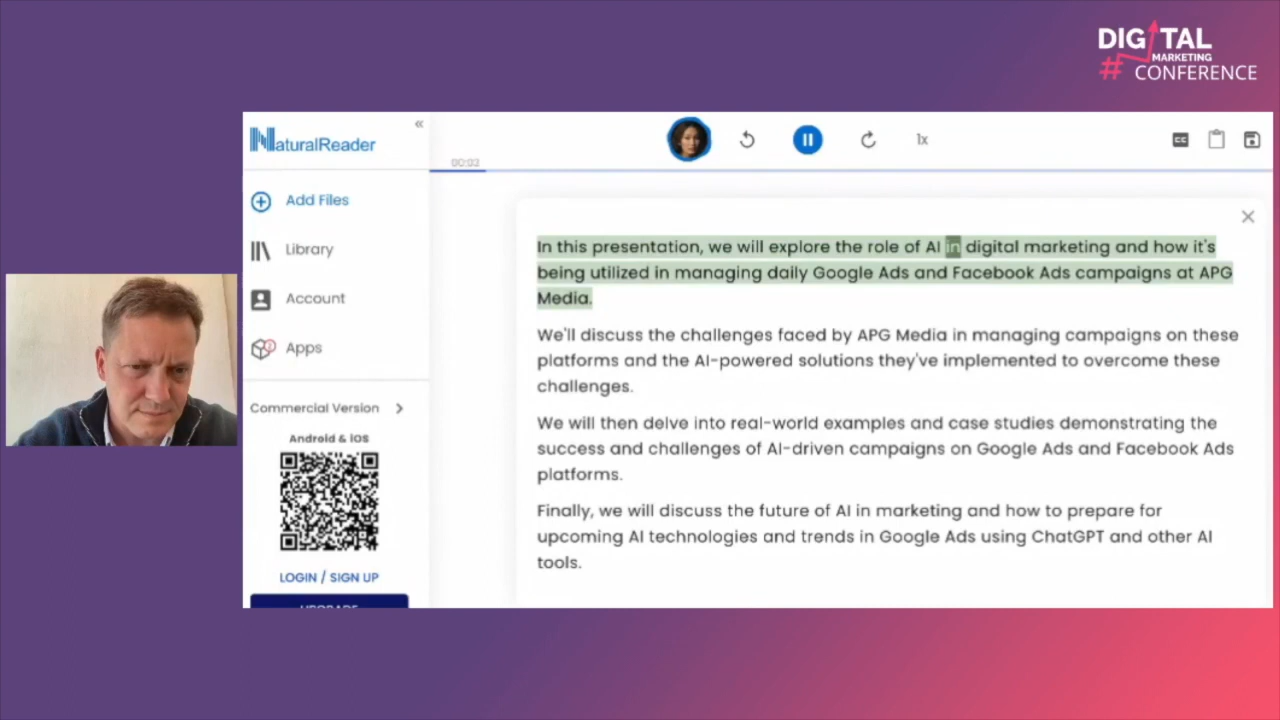 DIGITAL
MARKETING
# CONFERENCE
NaturalReader
«
00:02
1x
CC
Add Files
Library
Account
Apps
Commercial Version
Android & iOS
LOGIN / SIGN UP
UPGRADE
In this presentation, we will explore the role of AI in digital marketing and how it's
being utilized in managing daily Google Ads and Facebook Ads campaigns at APG
Media.
We'll discuss the challenges faced by APG Media in managing campaigns on these
platforms and the AI-powered solutions they've implemented to overcome these
challenges.
We will then delve into real-world examples and case studies demonstrating the
success and challenges of AI-driven campaigns on Google Ads and Facebook Ads
platforms.
Finally, we will discuss the future of AI in marketing and how to prepare for
upcoming AI technologies and trends in Google Ads using ChatGPT and other AI
tools.